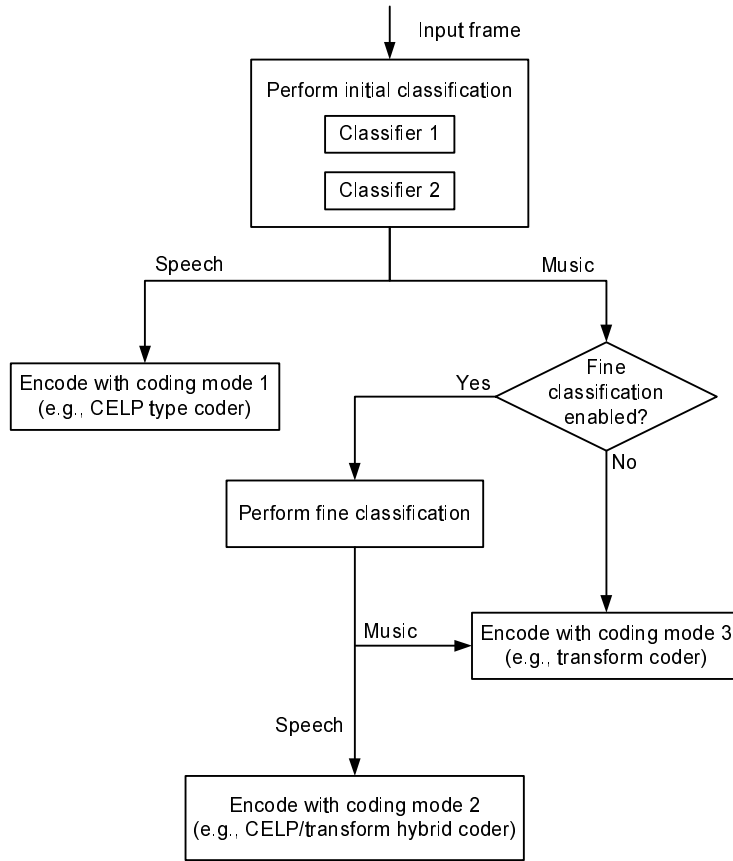 Input frame
Perform initial classification
Classifier 1
Classifier 2
Speech
Music
Encode with coding mode 1
(e.g., CELP type coder)
Yes
Fine
classification
enabled?
No
Perform fine classification
Music
Encode with coding mode 3
(e.g., transform coder)
Speech
Encode with coding mode 2
(e.g., CELP/transform hybrid coder)